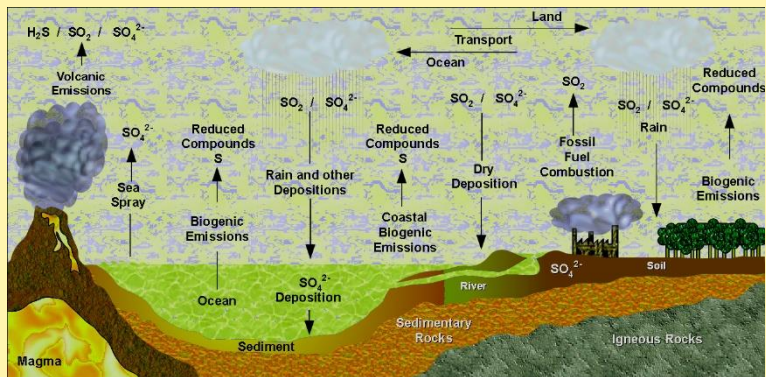 H₂S / SO₂ / SO₄²⁻
Volcanic
Emissions
SO₄²⁻
Sea
Spray
Reduced
Compounds
S
Biogenic
Emissions
Ocean
SO₂ / SO₄²⁻
Rain and other
Depositions
SO₄²⁻
Deposition
Land
Transport
Ocean
Reduced
Compounds
S
Coastal
Biogenic
Emissions
SO₂ / SO₄²⁻
Dry
Deposition
SO₂
Fossil
Fuel
Combustion
SO₂ / SO₄²⁻
Rain
Reduced
Compounds
Biogenic
Emissions
SO₄²⁻
Soil
River
Sediment
Sedimentary
Rocks
Igneous Rocks
Magma